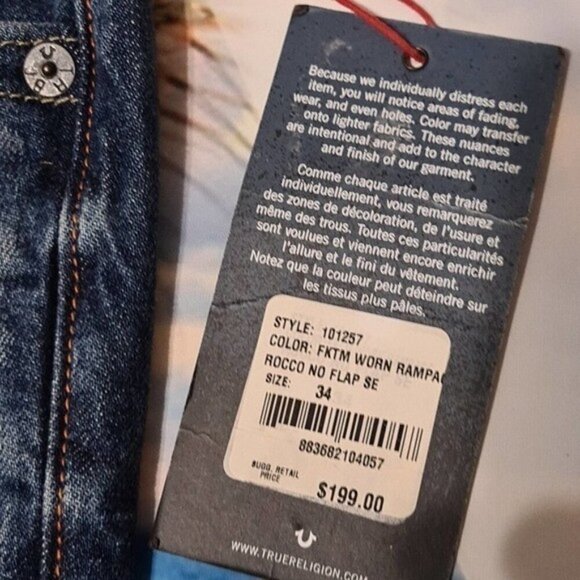 Because we individually distress each
item, you will notice areas of fading,
wear, and even holes. Color may transfer
onto lighter fabrics. These nuances
are intentional and add to the character
and finish of our garment.
Comme chaque article est traité
individuellement, vous remarquerez
des zones de décoloration, de l'usure et
même des trous. Toutes ces particularités
sont voulues et viennent encore enrichir
l'allure et le fini du vêtement.
Notez que la couleur peut déteindre sur
les tissus plus pâles.
STYLE: 101257
COLOR: FKTM WORN RAMPAG
ROCCO NO FLAP SE
SIZE: 34
883682104057
SUGG. RETAIL
PRICE
$199.00
WWW.TRUERELIGION.COM